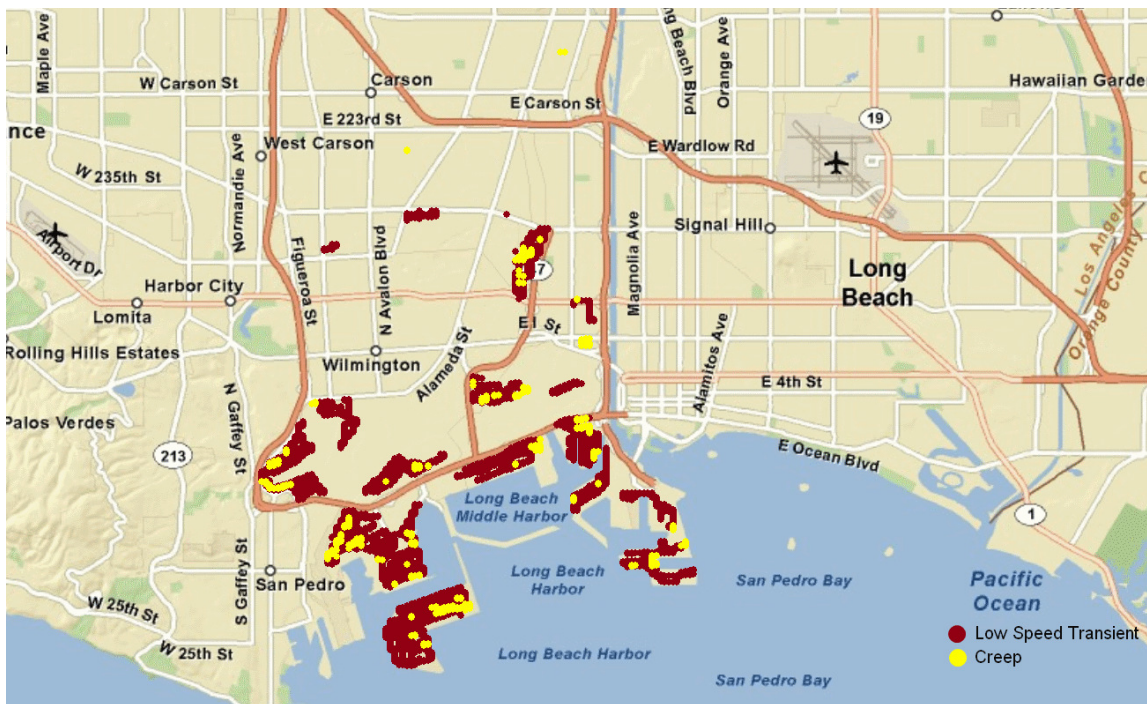 Maple Ave
W Carson St
Carson
E Carson St
Long Beach Blvd
Orange Ave
Hawaiian Garde
19
E 223rd St
nce
Normandie Ave
West Carson
E Wardlow Rd
W 235th St
Airport Dr
Figueroa St
N Avalon Blvd
Magnolia Ave
Signal Hill
Los Angeles C
Orange County
7
Long
Beach
Harbor City
Lomita
E I St
Alameda St
Rolling Hills Estates
Wilmington
Alamitos Ave
E 4th St
N Gaffey St
Palos Verdes
213
E Ocean Blvd
Long Beach
Middle Harbor
1
S Gaffey St
San Pedro
Long Beach
Harbor
San Pedro Bay
Pacific
Ocean
W 25th St
W 25th St
Long Beach Harbor
San Pedro Bay
Low Speed Transient
Creep